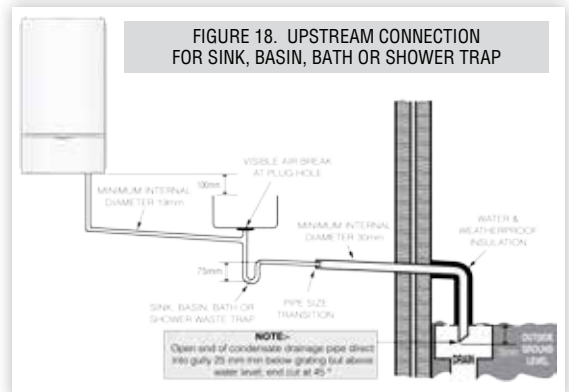 FIGURE 18. UPSTREAM CONNECTION
FOR SINK, BASIN, BATH OR SHOWER TRAP
VISIBLE AIR BREAK
AT PLUG HOLE
100mm
MINIMUM INTERNAL
DIAMETER 19mm
MINIMUM INTERNAL
DIAMETER 30mm
WATER &
WEATHERPROOF
INSULATION
75mm
SINK, BASIN, BATH OR
SHOWER WASTE TRAP
PIPE SIZE
TRANSITION
NOTE:-
Open end of condensate drainage pipe direct
into gully 25 mm min below grating but above
water level; end cut at 45 °
DRAIN
OUTSIDE
GROUND
LEVEL